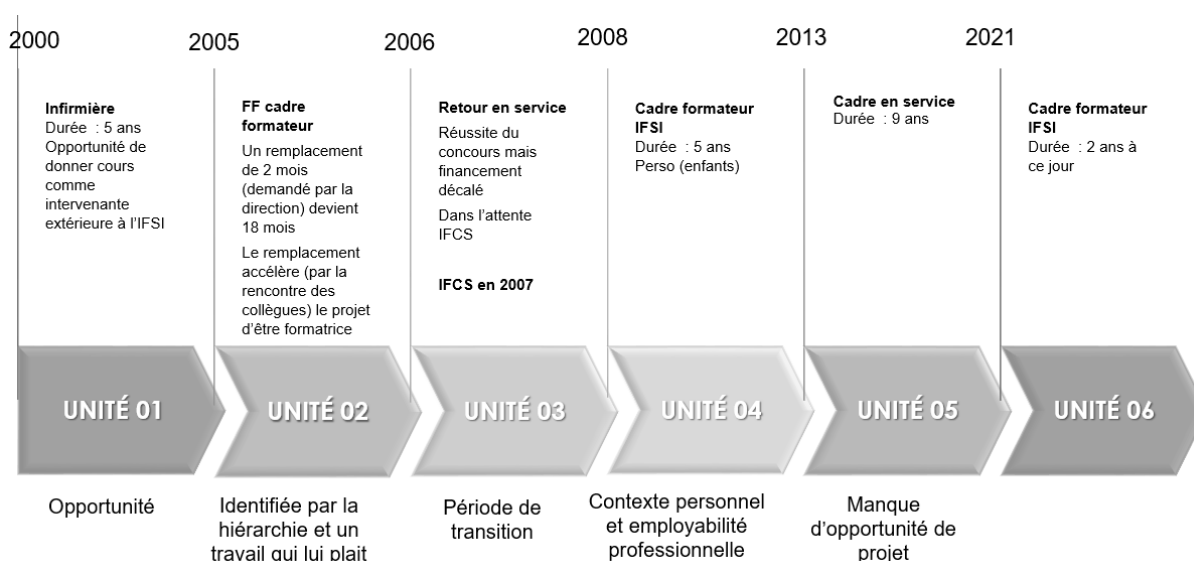 2000
2005
2006
2008
2013
2021
Infirmière
Durée : 5 ans
Opportunité de
donner cours
comme
intervenante
extérieure à l'IFSI
FF cadre
formateur
Un remplacement
de 2 mois
(demandé par la
direction) devient
18 mois
Le remplacement
accélère (par la
rencontre des
collègues) le projet
d'être formatrice
Retour en service
Réussite du
concours mais
financement
décalé
Dans l'attente
IFCS
IFCS en 2007
Cadre formateur
IFSI
Durée : 5 ans
Perso (enfants)
Cadre en service
Durée : 9 ans
Cadre formateur
IFSI
Durée : 2 ans à
ce jour
UNITÉ 01
UNITÉ 02
UNITÉ 03
UNITÉ 04
UNITÉ 05
UNITÉ 06
Opportunité
Identifiée par la
hiérarchie et un
travail qui lui plait
Période de
transition
Contexte personnel
et employabilité
professionnelle
Manque
d'opportunité de
projet